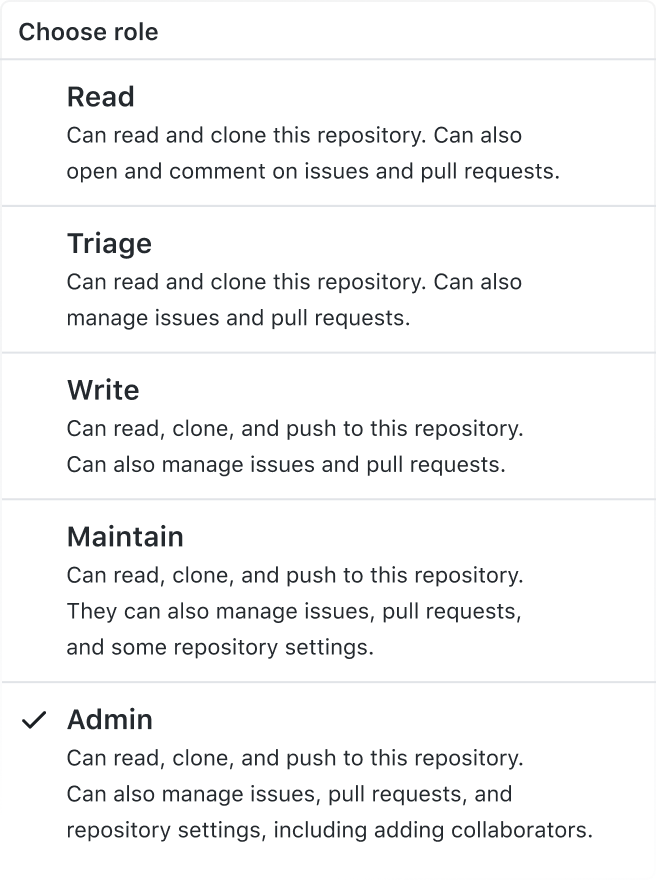 Choose role
Read
Can read and clone this repository. Can also
open and comment on issues and pull requests.
Triage
Can read and clone this repository. Can also
manage issues and pull requests.
Write
Can read, clone, and push to this repository.
Can also manage issues and pull requests.
Maintain
Can read, clone, and push to this repository.
They can also manage issues, pull requests,
and some repository settings.
Admin
Can read, clone, and push to this repository.
Can also manage issues, pull requests, and
repository settings, including adding collaborators.